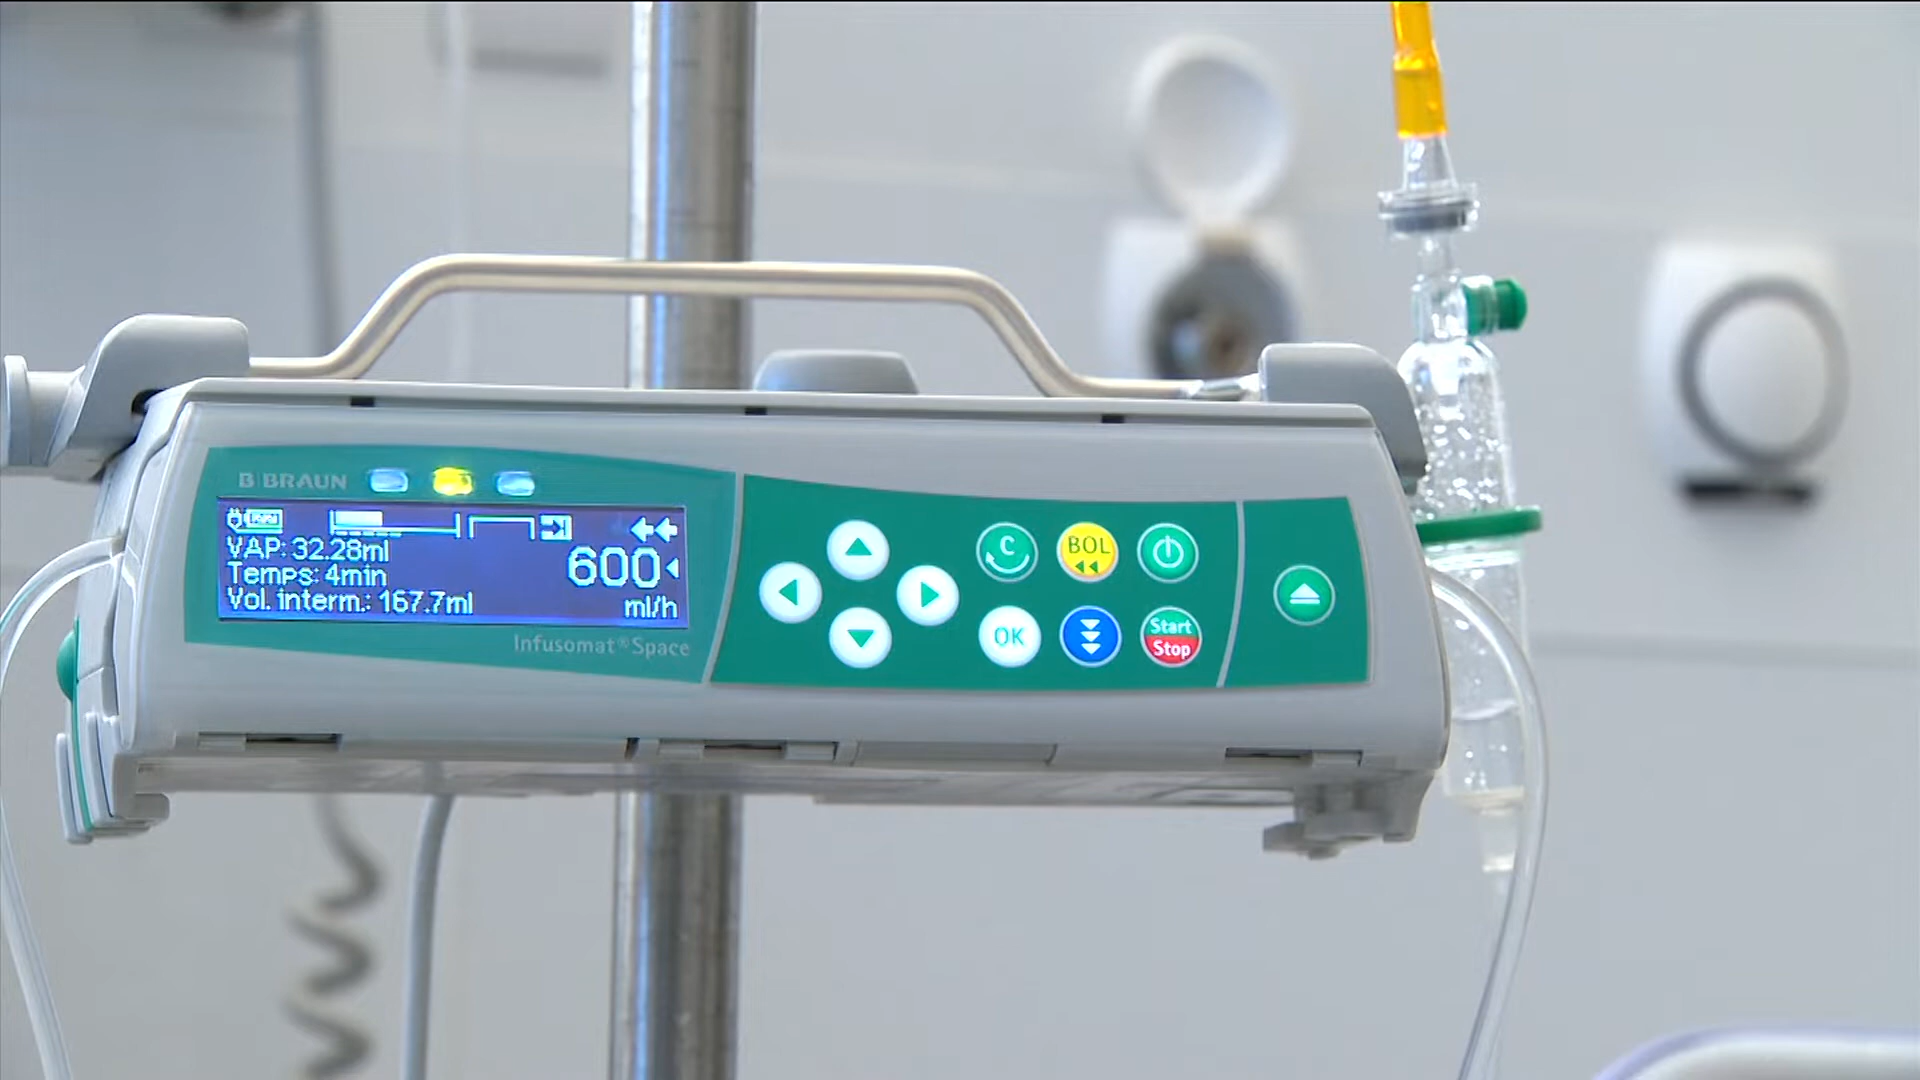 B BRAUN
VAP: 32.28ml
Temps: 4min
Vol. interm.: 167.7ml
600
ml/h
Infusomat®Space
C
BOL
OK
Start
Stop